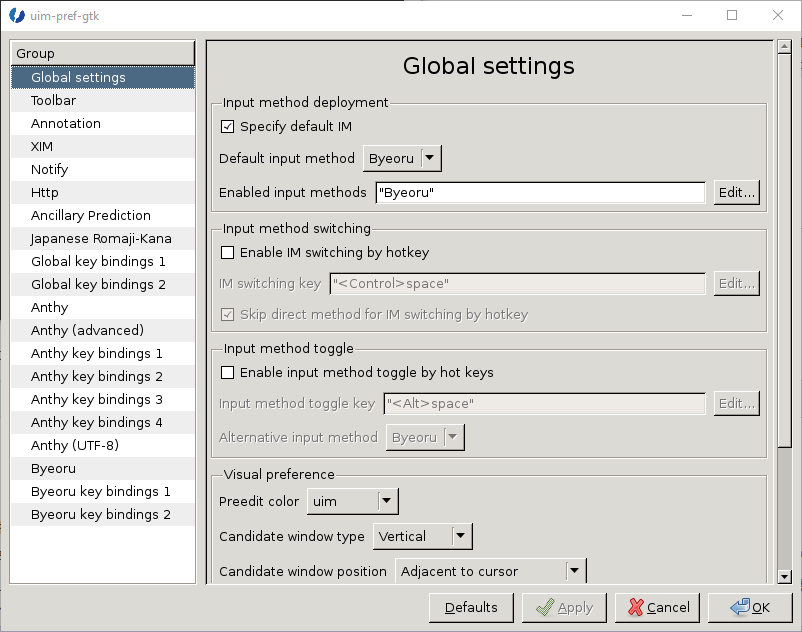 uim-pref-gtk
Group
Global settings
Toolbar
Annotation
XIM
Notify
Http
Ancillary Prediction
Japanese Romaji-Kana
Global key bindings 1
Global key bindings 2
Anthy
Anthy (advanced)
Anthy key bindings 1
Anthy key bindings 2
Anthy key bindings 3
Anthy key bindings 4
Anthy (UTF-8)
Byeoru
Byeoru key bindings 1
Byeoru key bindings 2
Global settings
Input method deployment
Specify default IM
Default input method Byeoru
Enabled input methods "Byeoru" Edit...
Input method switching
Enable IM switching by hotkey
IM switching key "<Control>space" Edit...
Skip direct method for IM switching by hotkey
Input method toggle
Enable input method toggle by hot keys
Input method toggle key "<Alt>space" Edit...
Alternative input method Byeoru
Visual preference
Preedit color uim
Candidate window type Vertical
Candidate window position Adjacent to cursor
Defaults Apply Cancel OK